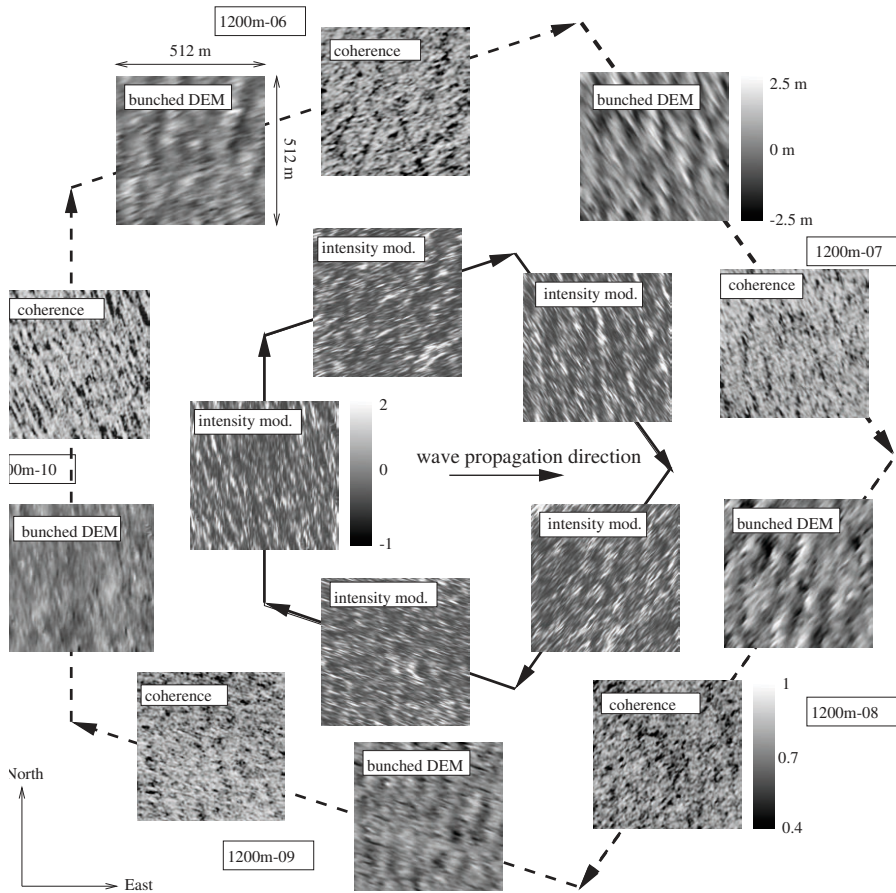 1200m-06
512 m
coherence
bunched DEM
bunched DEM
2.5 m
0 m
-2.5 m
512 m
intensity mod.
1200m-07
coherence
intensity mod.
coherence
2
intensity mod.
0
-1
wave propagation direction
00m-10
bunched DEM
intensity mod.
bunched DEM
intensity mod.
coherence
coherence
1
0.7
0.4
1200m-08
bunched DEM
North
1200m-09
East